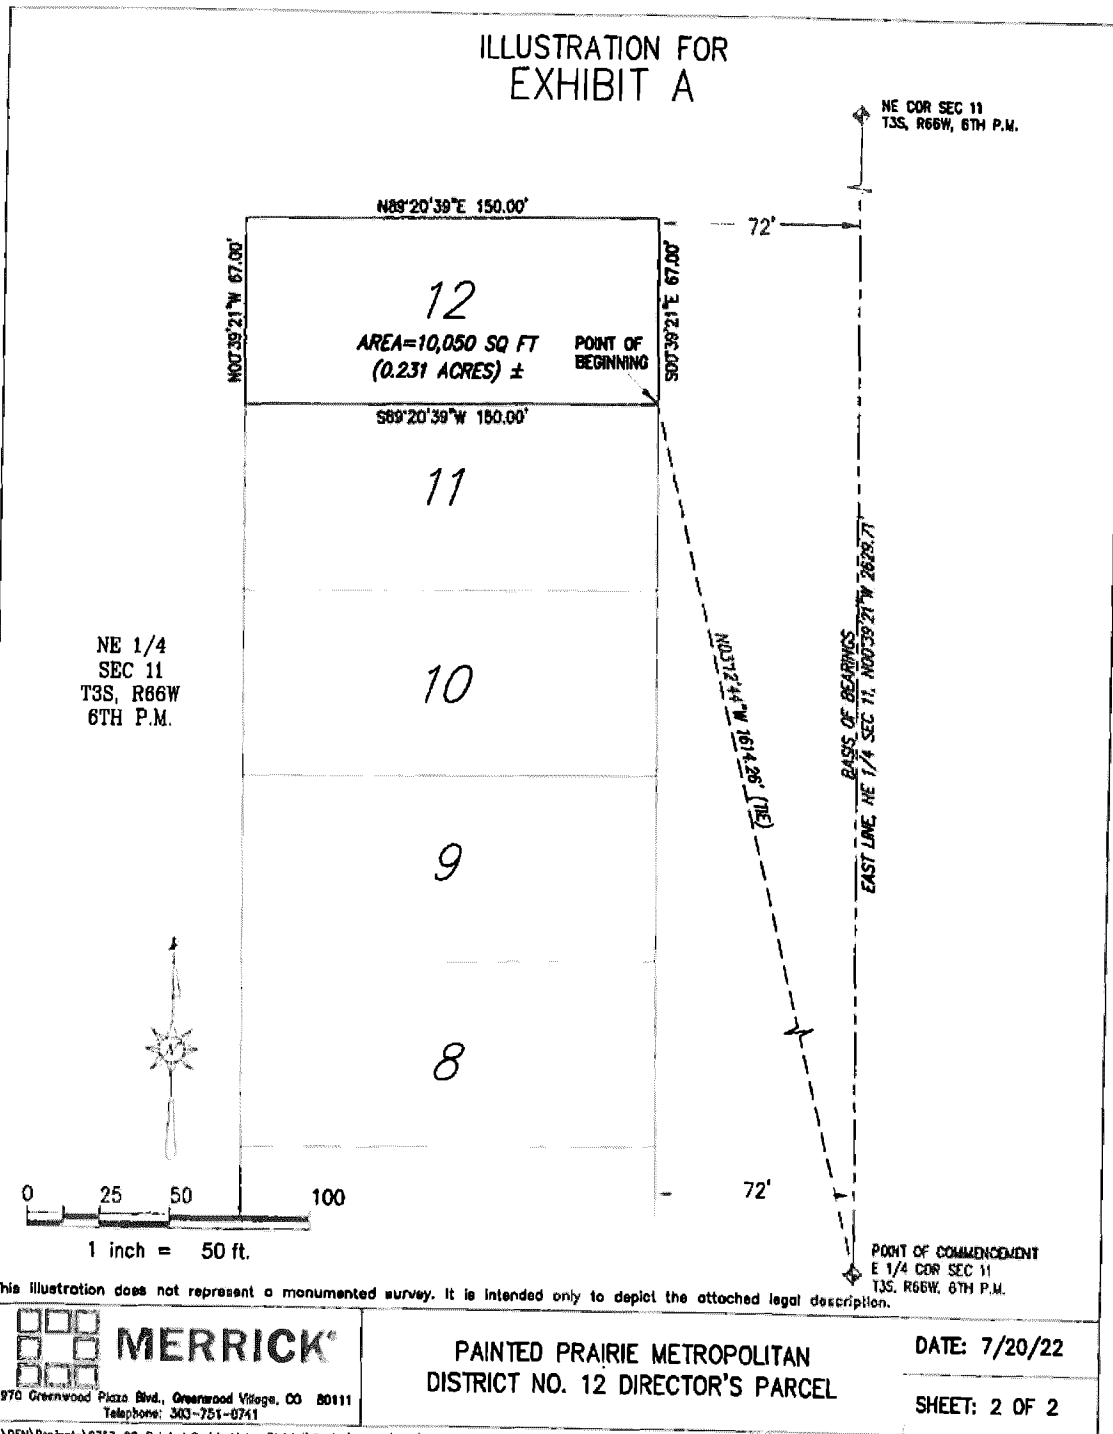 ILLUSTRATION FOR
EXHIBIT A
NE COR SEC 11
T3S, R66W, 6TH P.M.
N89°20'39"E 150.00'
72'
N00°39'21"W 67.00'
S00°39'21"E 67.00'
12
AREA=10,050 SQ FT
(0.231 ACRES) ±
POINT OF
BEGINNING
S89°20'39"W 150.00'
11
NE 1/4
SEC 11
T3S, R66W
6TH P.M.
10
N03°12'44"W 1614.26' (TIE)
BASIS OF BEARINGS
EAST LINE, NE 1/4 SEC 11, N00°39'21"W 2629.71'
9
N
8
72'
0 25 50 100
1 inch = 50 ft.
POINT OF COMMENCEMENT
E 1/4 COR SEC 11
T3S, R66W, 6TH P.M.
his illustration does not represent a monumented survey. It is intended only to depict the attached legal description.
MERRICK®
970 Greenwood Plaza Blvd., Greenwood Village, CO 80111
Telephone: 303-751-0741
PAINTED PRAIRIE METROPOLITAN
DISTRICT NO. 12 DIRECTOR'S PARCEL
DATE: 7/20/22
SHEET: 2 OF 2